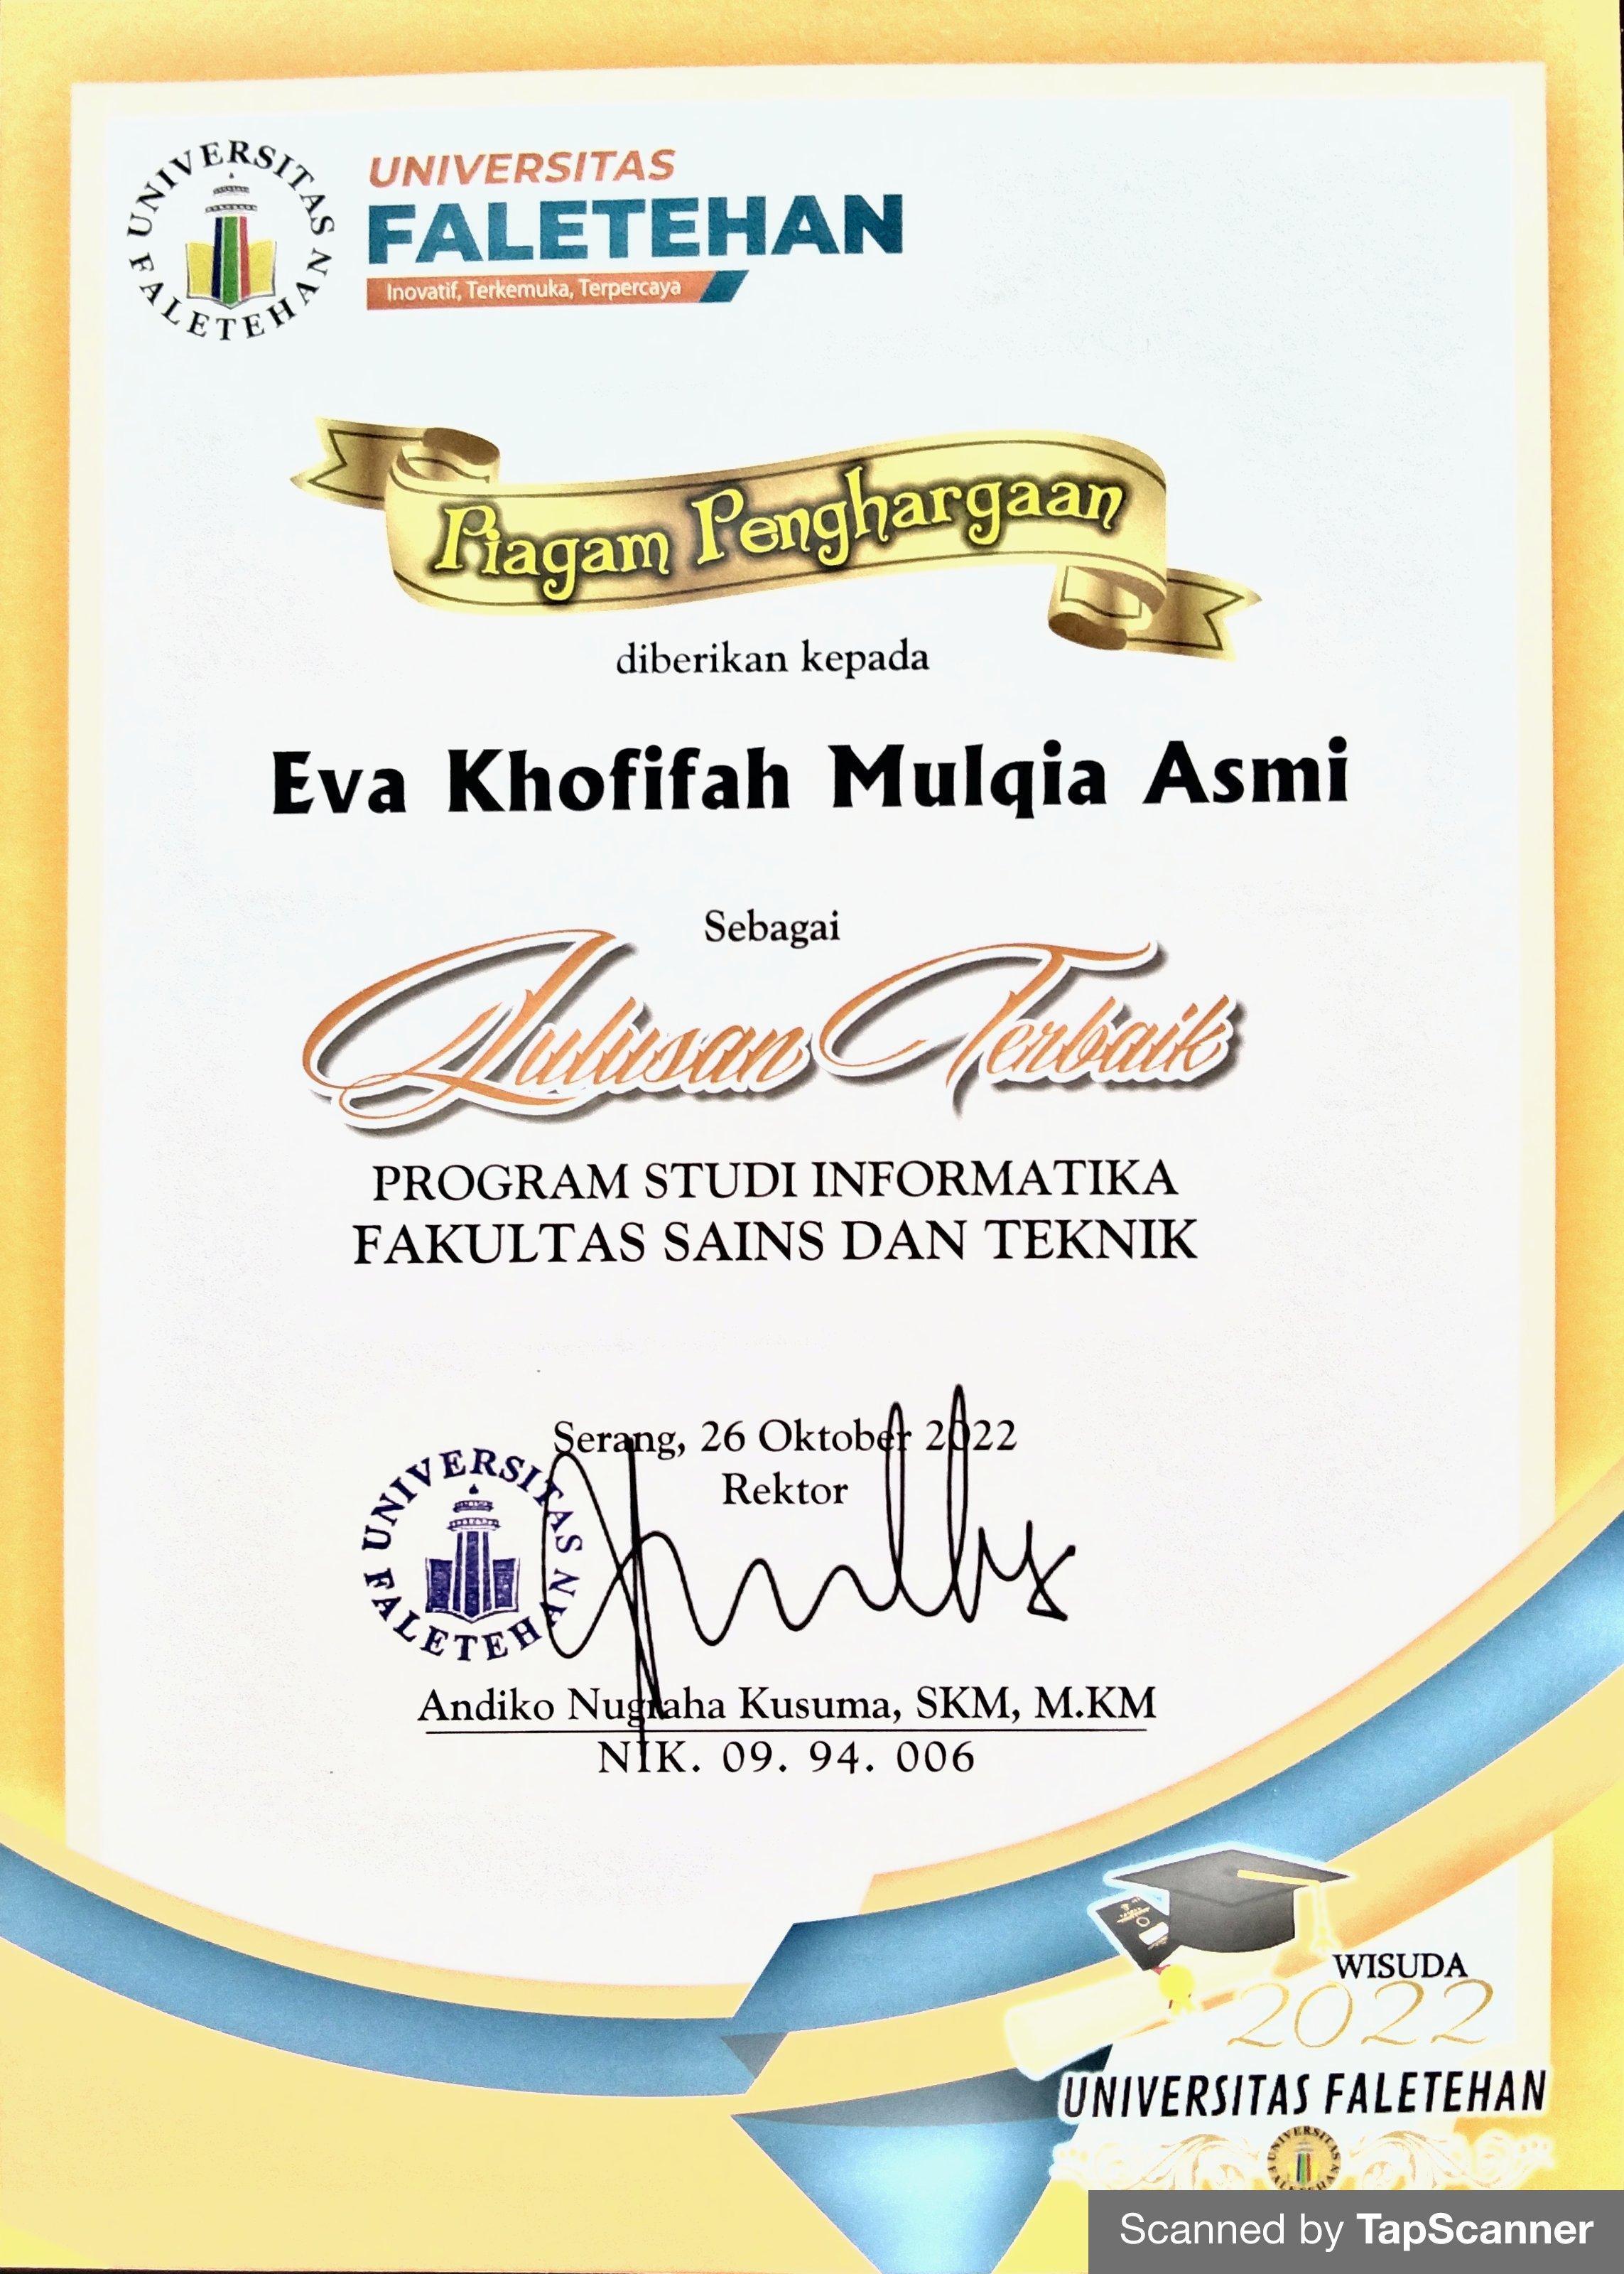 UNIVERSITAS FALETEHAN
UNIVERSITAS
FALETEHAN
Inovatif, Terkemuka, Terpercaya
Piagam Penghargaan
diberikan kepada
Eva Khofifah Mulqia Asmi
Sebagai
Lulusan Terbaik
PROGRAM STUDI INFORMATIKA
FAKULTAS SAINS DAN TEKNIK
Serang, 26 Oktober 2022
Rektor
UNIVERSITAS FALETEHAN
Andiko Nugraha Kusuma, SKM, M.KM
NIK. 09. 94. 006
WISUDA
2022
UNIVERSITAS FALETEHAN
UNIVERSITAS FALETEHAN
Scanned by TapScanner